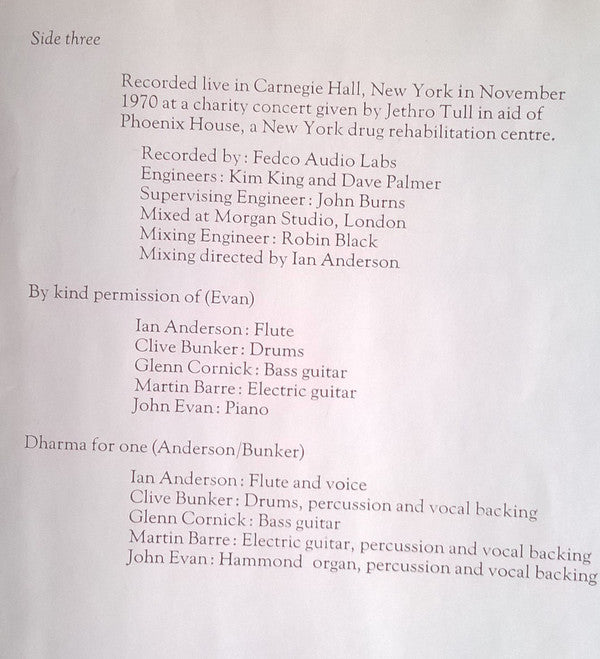 Side three
Recorded live in Carnegie Hall, New York in November
1970 at a charity concert given by Jethro Tull in aid of
Phoenix House, a New York drug rehabilitation centre.
Recorded by: Fedco Audio Labs
Engineers: Kim King and Dave Palmer
Supervising Engineer: John Burns
Mixed at Morgan Studio, London
Mixing Engineer: Robin Black
Mixing directed by Ian Anderson
By kind permission of (Evan)
Ian Anderson: Flute
Clive Bunker: Drums
Glenn Cornick: Bass guitar
Martin Barre: Electric guitar
John Evan: Piano
Dharma for one (Anderson/Bunker)
Ian Anderson: Flute and voice
Clive Bunker: Drums, percussion and vocal backing
Glenn Cornick: Bass guitar
Martin Barre: Electric guitar, percussion and vocal backing
John Evan: Hammond organ, percussion and vocal backing